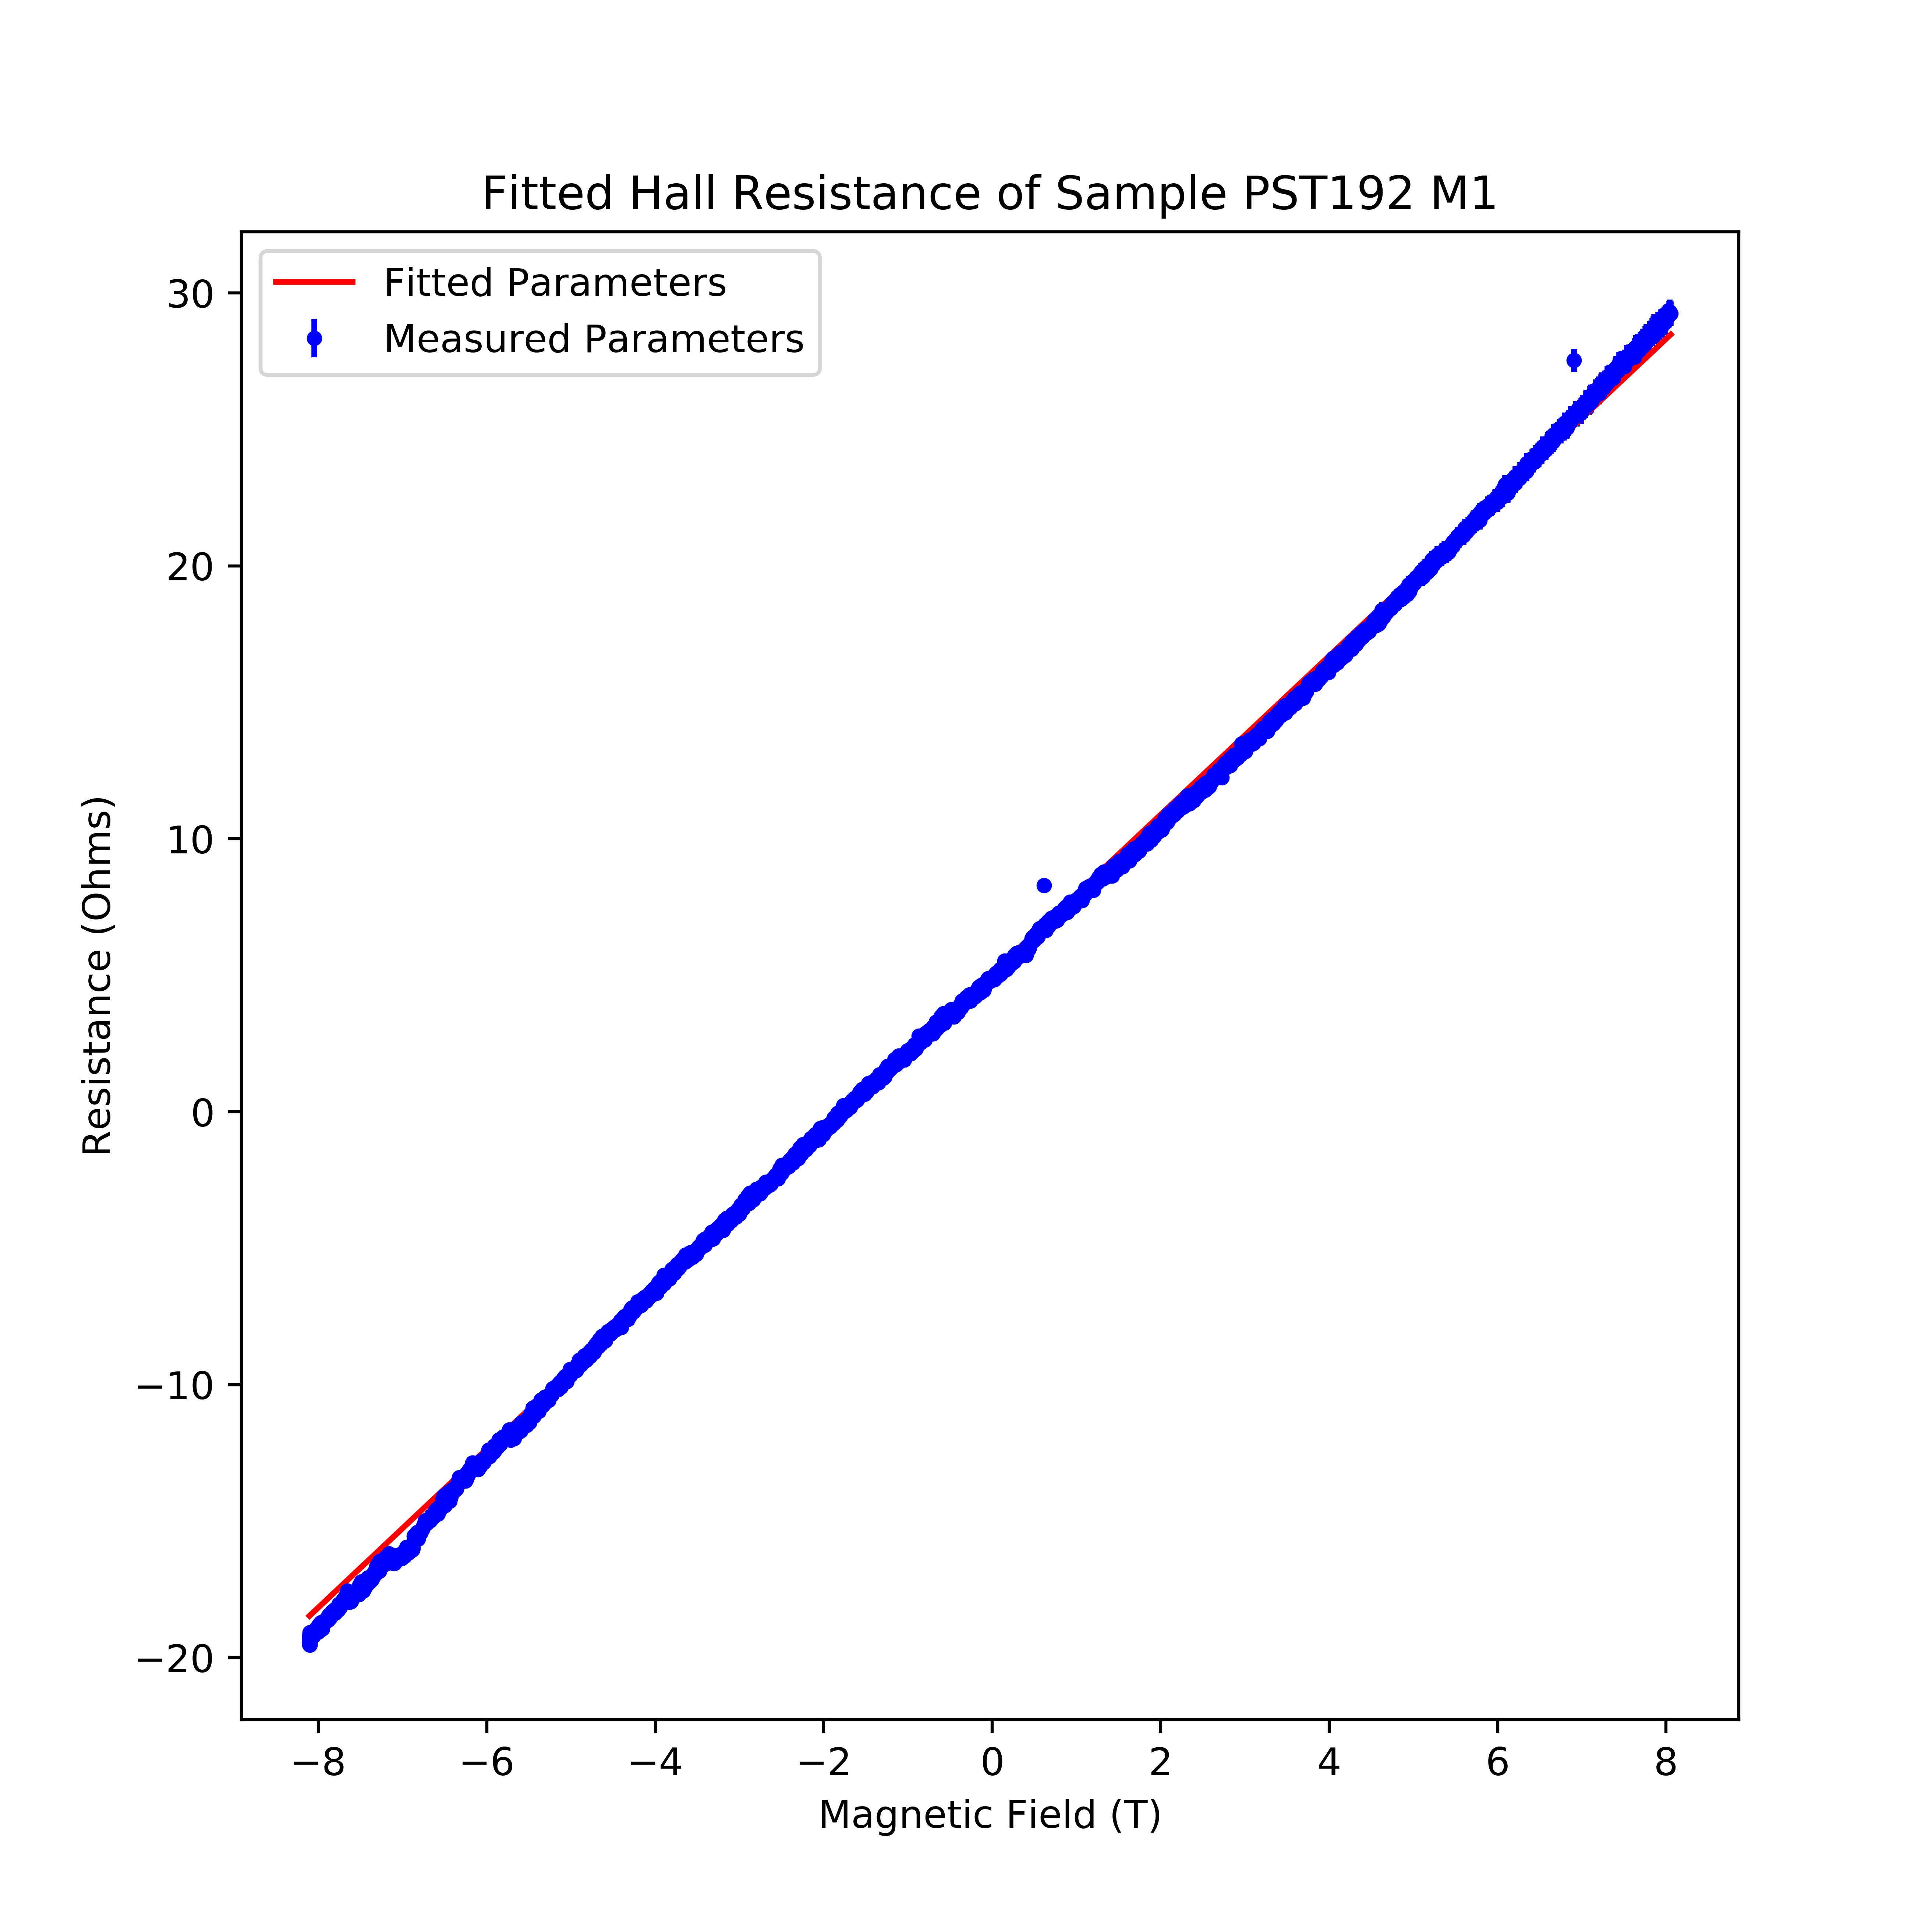 Fitted Hall Resistance of Sample PST192 M1
Fitted Parameters
Measured Parameters
30
20
10
0
−10
−20
Resistance (Ohms)
−8 −6 −4 −2 0 2 4 6 8
Magnetic Field (T)